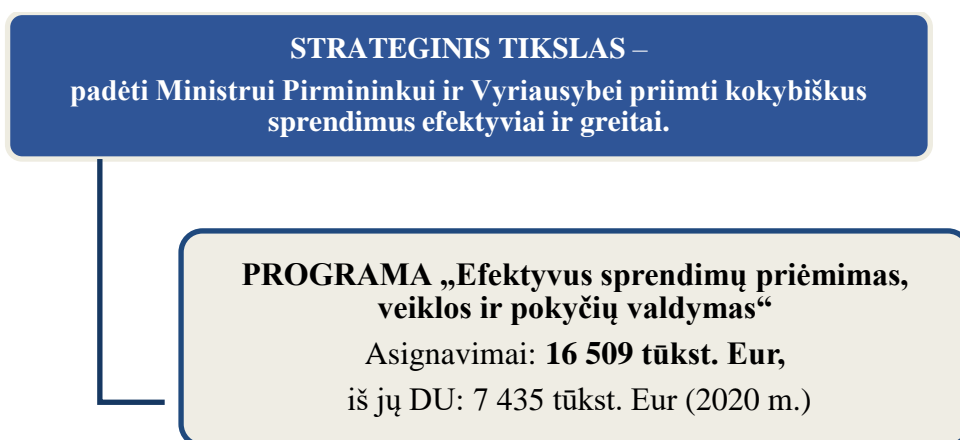 STRATEGINIS TIKSLAS –
padėti Ministrui Pirmininkui ir Vyriausybei priimti kokybiškus
sprendimus efektyviai ir greitai.
PROGRAMA „Efektyvus sprendimų priėmimas,
veiklos ir pokyčių valdymas“
Asignavimai: 16 509 tūkst. Eur,
iš jų DU: 7 435 tūkst. Eur (2020 m.)